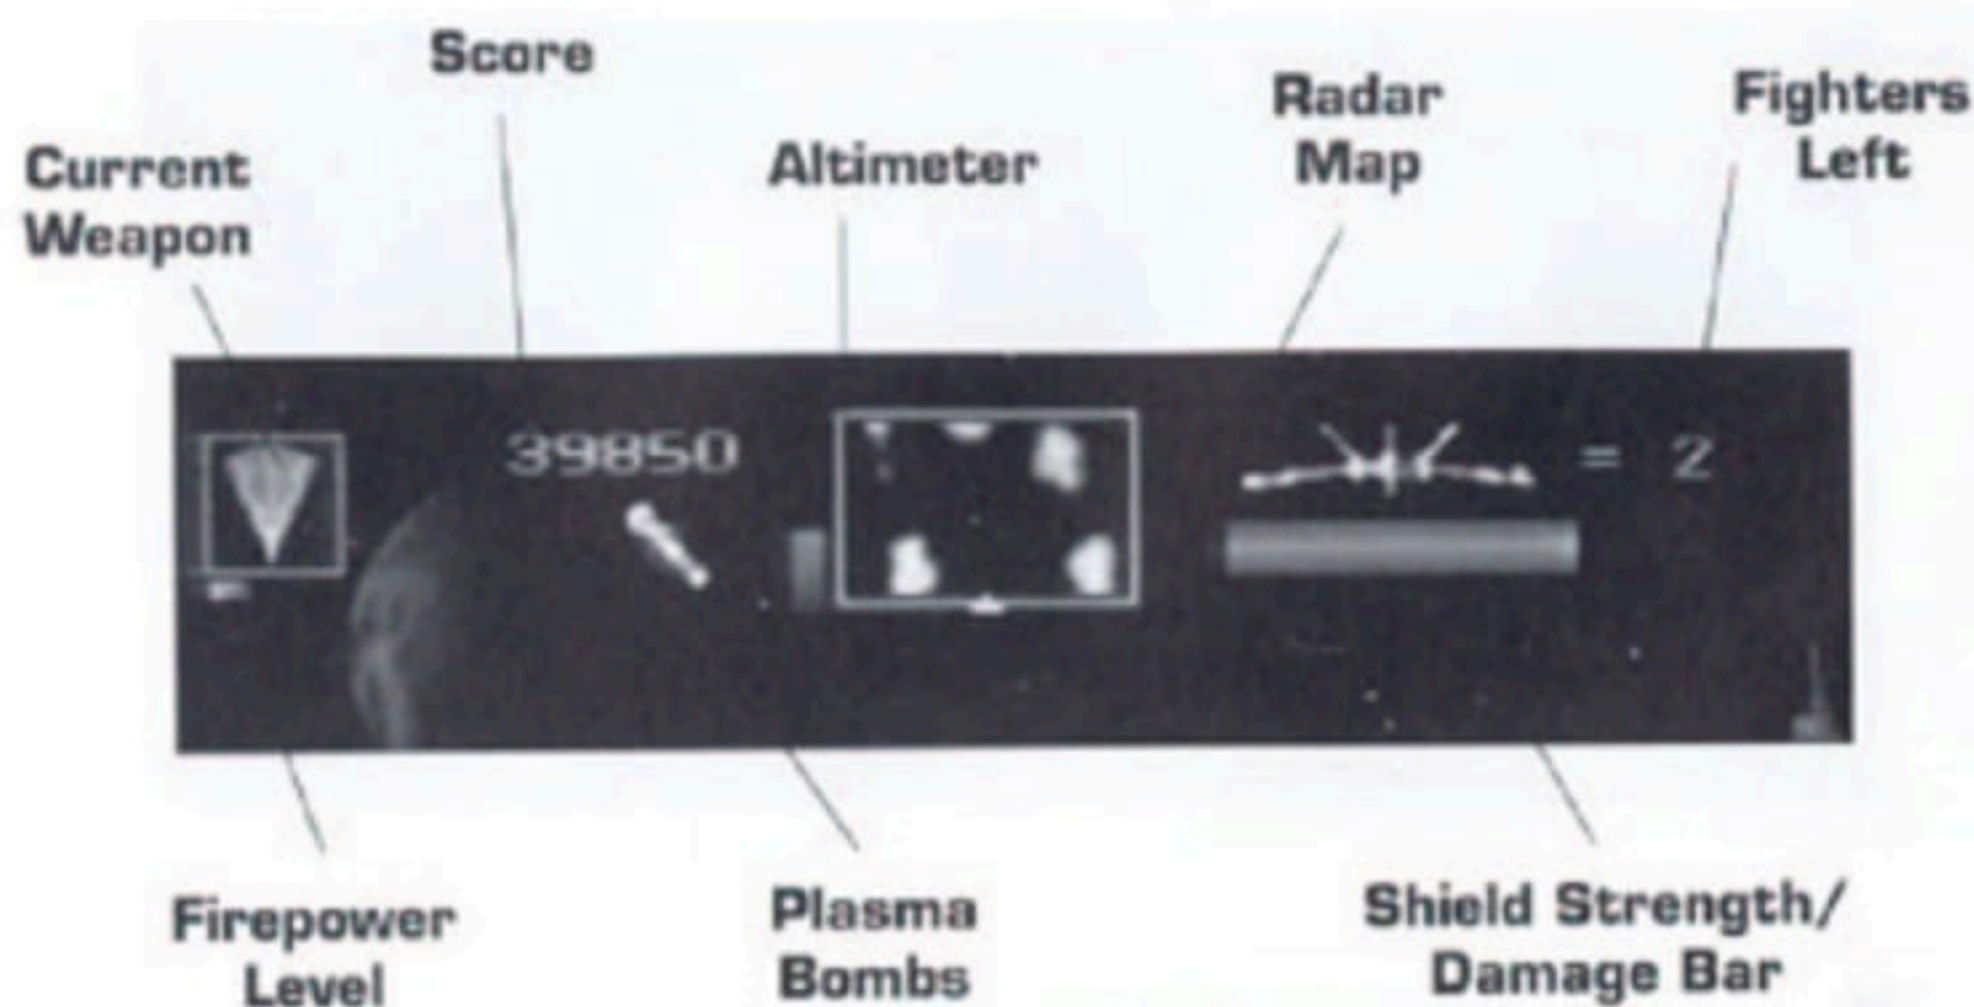 Score
Radar
Map
Fighters
Left
Current
Weapon
Altimeter
39850
= 2
Firepower
Level
Plasma
Bombs
Shield Strength/
Damage Bar